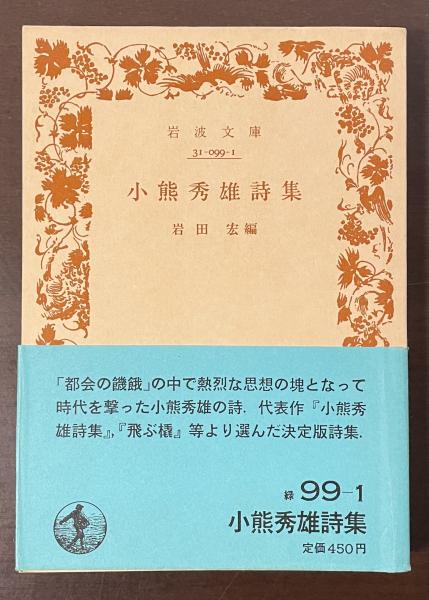 岩波文庫
31-099-1
小熊秀雄詩集
岩田 宏編
「都会の饑餓」の中で熱烈な思想の塊となって
時代を撃った小熊秀雄の詩．代表作『小熊秀
雄詩集』,『飛ぶ橇』等より選んだ決定版詩集．
緑 99-1
小熊秀雄詩集
定価450円